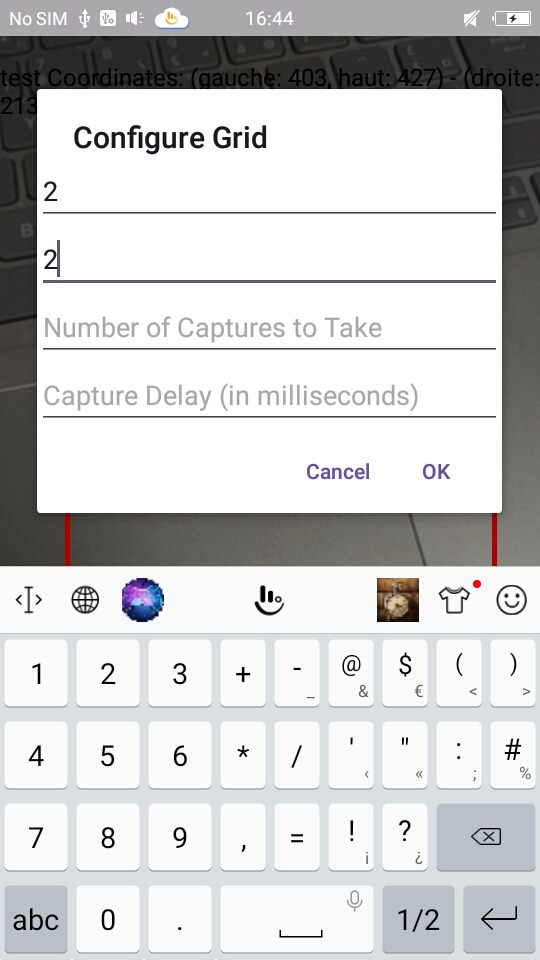 No SIM 16:44
test Coordinates: (gauche: 403, haut: 427) - (droite:
213
Configure Grid
2
2
Number of Captures to Take
Capture Delay (in milliseconds)
Cancel OK
1 2 3 + - _ @ & $ € ( < ) >
4 5 6 * / ' ‹ " « : ; # %
7 8 9 , = ! ¡ ? ¿
abc 0 . 1/2